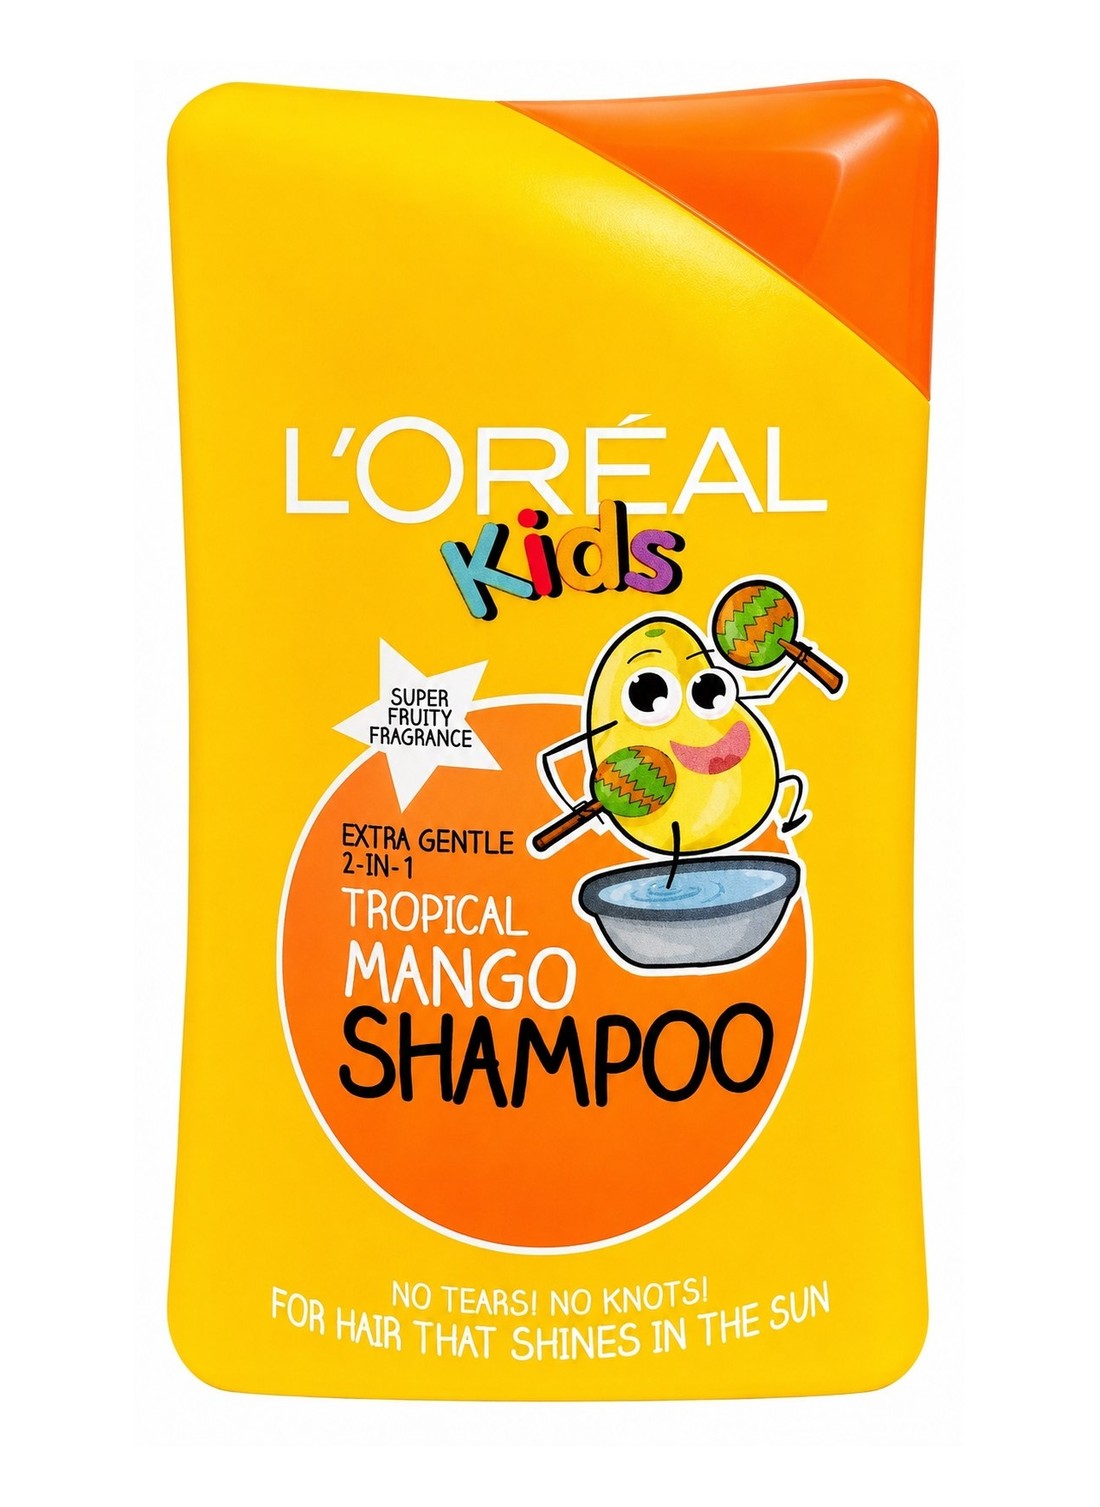 L'ORÉAL
Kids
SUPER
FRUITY
FRAGRANCE
EXTRA GENTLE
2-IN-1
TROPICAL
MANGO
SHAMPOO
NO TEARS! NO KNOTS!
FOR HAIR THAT SHINES IN THE SUN